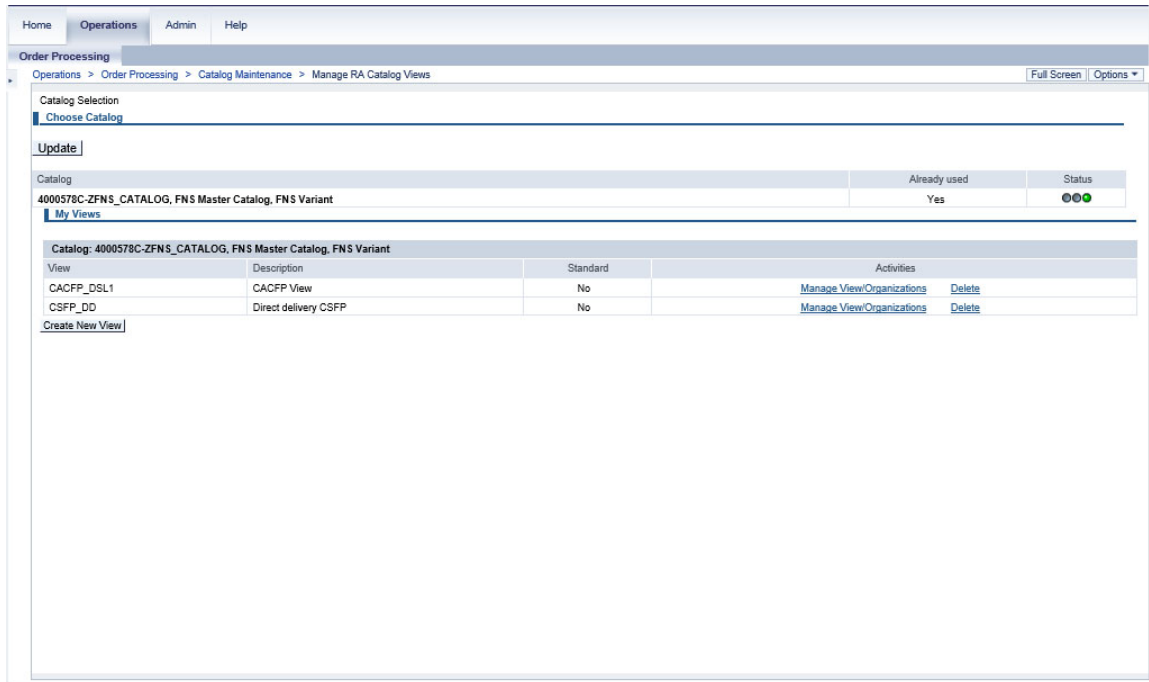 Home Operations Admin Help
Order Processing
Operations > Order Processing > Catalog Maintenance > Manage RA Catalog Views Full Screen Options
Catalog Selection
Choose Catalog
Update
Catalog Already used Status
4000578C-ZFNS_CATALOG, FNS Master Catalog, FNS Variant Yes
My Views
Catalog: 4000578C-ZFNS_CATALOG, FNS Master Catalog, FNS Variant
View Description Standard Activities
CACFP_DSL1 CACFP View No Manage View/Organizations Delete
CSFP_DD Direct delivery CSFP No Manage View/Organizations Delete
Create New View